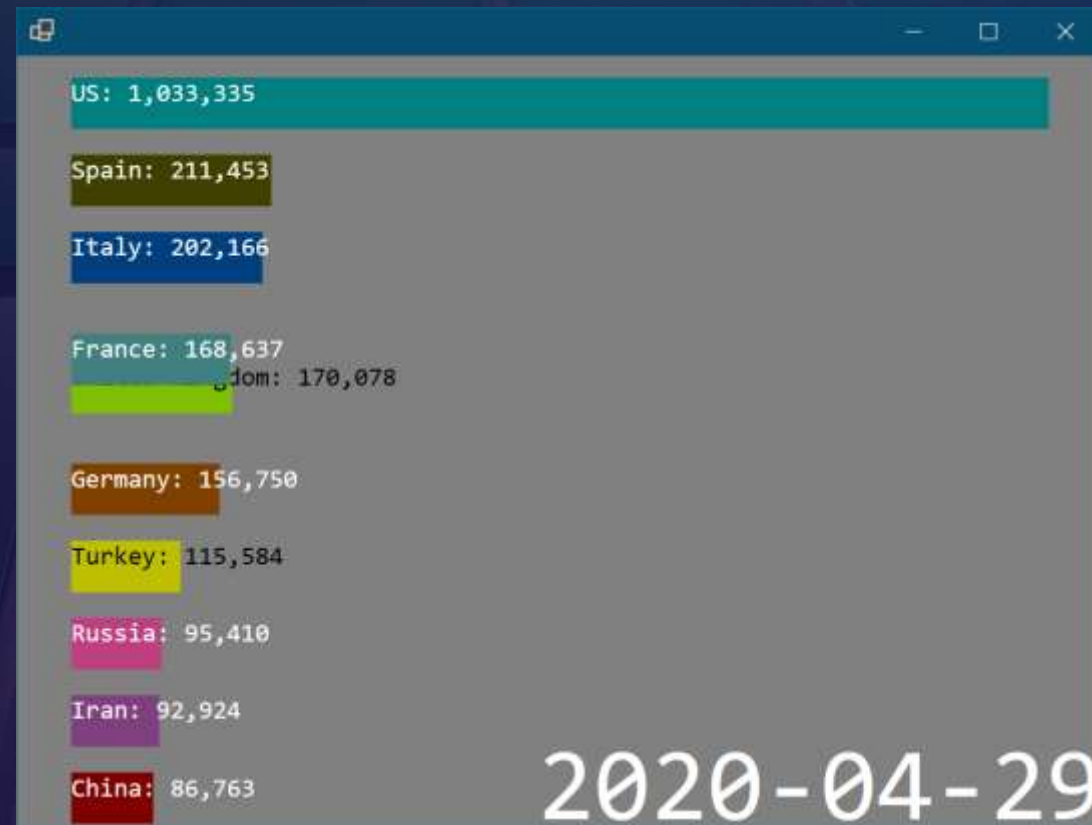 US: 1,033,335
Spain: 211,453
Italy: 202,166
France: 168,637
dom: 170,078
Germany: 156,750
Turkey: 115,584
Russia: 95,410
Iran: 92,924
China: 86,763
2020-04-29